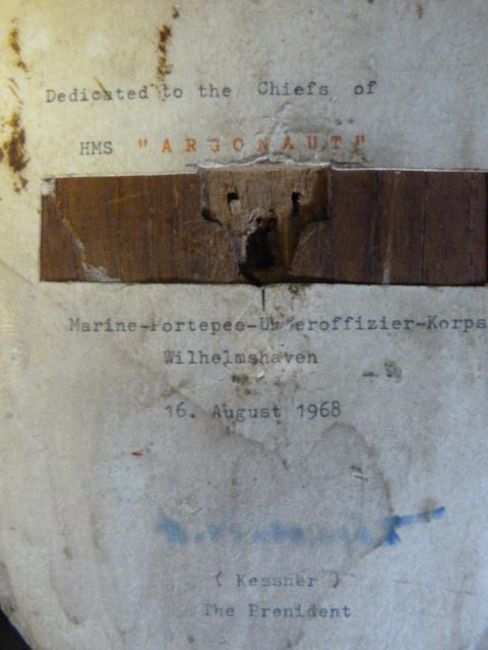 Dedicated to the Chiefs of
HMS "ARGONAUT"
Marine-Portepee-Unteroffizier-Korps
Wilhelmshaven
16. August 1968
( Kessner )
The Prenident